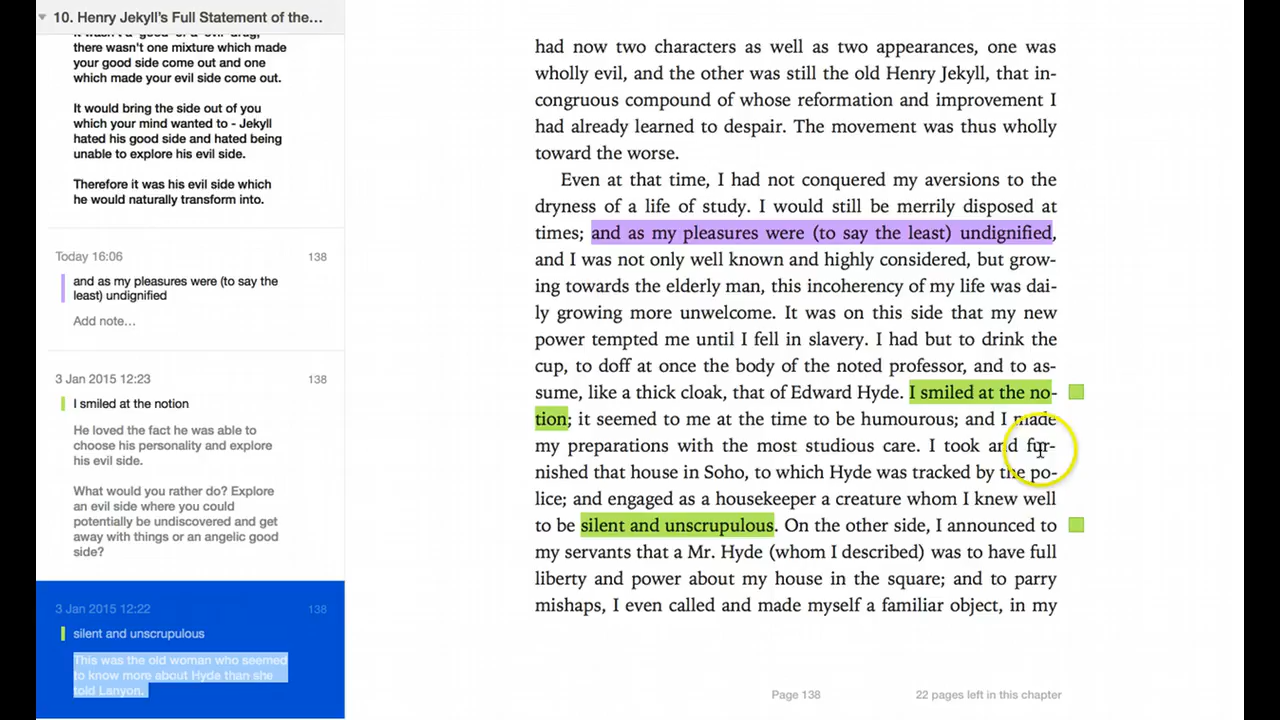 10. Henry Jekyll's Full Statement of the...
there wasn't one mixture which made
your good side come out and one
which made your evil side come out.
It would bring the side out of you
which your mind wanted to - Jekyll
hated his good side and hated being
unable to explore his evil side.
Therefore it was his evil side which
he would naturally transform into.
Today 16:06 138
and as my pleasures were (to say the
least) undignified
Add note...
3 Jan 2015 12:23 138
I smiled at the notion
He loved the fact he was able to
choose his personality and explore
his evil side.
What would you rather do? Explore
an evil side where you could
potentially be undiscovered and get
away with things or an angelic good
side?
3 Jan 2015 12:22 138
silent and unscrupulous
This was the old woman who seemed
to know more about Hyde than she
told Lanyon.
had now two characters as well as two appearances, one was
wholly evil, and the other was still the old Henry Jekyll, that in-
congruous compound of whose reformation and improvement I
had already learned to despair. The movement was thus wholly
toward the worse.
Even at that time, I had not conquered my aversions to the
dryness of a life of study. I would still be merrily disposed at
times; and as my pleasures were (to say the least) undignified,
and I was not only well known and highly considered, but grow-
ing towards the elderly man, this incoherency of my life was dai-
ly growing more unwelcome. It was on this side that my new
power tempted me until I fell in slavery. I had but to drink the
cup, to doff at once the body of the noted professor, and to as-
sume, like a thick cloak, that of Edward Hyde. I smiled at the no-
tion; it seemed to me at the time to be humourous; and I made
my preparations with the most studious care. I took and fur-
nished that house in Soho, to which Hyde was tracked by the po-
lice; and engaged as a housekeeper a creature whom I knew well
to be silent and unscrupulous. On the other side, I announced to
my servants that a Mr. Hyde (whom I described) was to have full
liberty and power about my house in the square; and to parry
mishaps, I even called and made myself a familiar object, in my
Page 138 22 pages left in this chapter